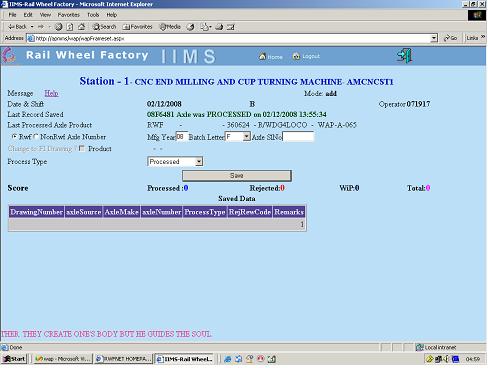 IIMS-Rail Wheel Factory - Microsoft Internet Explorer
File Edit View Favorites Tools Help
Back Search Favorites Media
Address http://apmms/wap/wapFrameset.aspx Go Links
Rail Wheel Factory IIMS Home Logout
Station - 1- CNC END MILLING AND CUP TURNING MACHINE- AMCNCST1
Message Help Mode: add
Date & Shift 02/12/2008 B Operator 071917
Last Record Saved 08F6481 Axle was PROCESSED on 02/12/2008 13:55:34
Last Processed Axle Product RWF - - 360624 - B/WDG4LOCO - WAP-A-065
Rwf NonRwf Axle Number Mfg Year 08 Batch Letter F Axle SlNo
Change to FI Drawing / Product - -
Process Type Processed
Save
Score Processed :0 Rejected:0 WiP:0 Total:0
Saved Data
DrawingNumber axleSource AxleMake axleNumber ProcessType RejRewCode Remarks
1
THER, THEY CREATE ONE'S BODY BUT HE GUIDES THE SOUL.
Done Local intranet
Start wap - Microsoft W... RWFNET HOMEPA... IIMS-Rail Wheel... 04:59